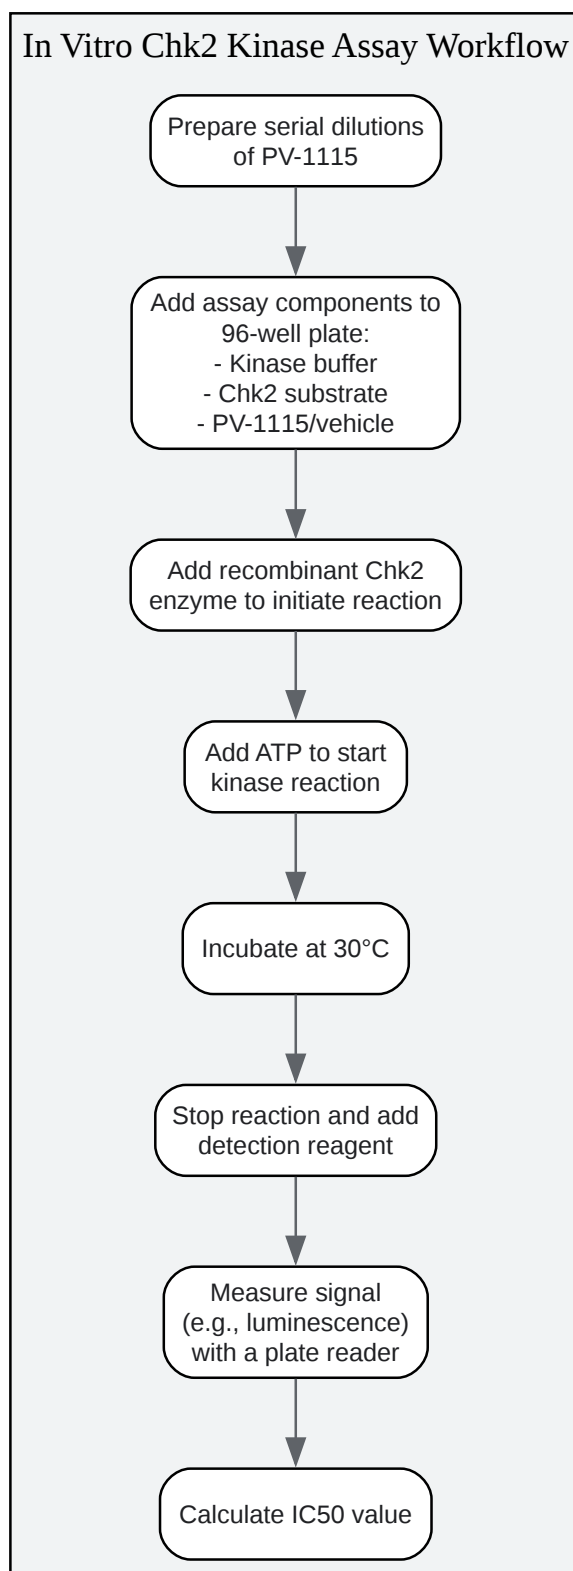 In Vitro Chk2 Kinase Assay Workflow
Prepare serial dilutions
of PV-1115
Add assay components to
96-well plate:
- Kinase buffer
- Chk2 substrate
- PV-1115/vehicle
Add recombinant Chk2
enzyme to initiate reaction
Add ATP to start
kinase reaction
Incubate at 30°C
Stop reaction and add
detection reagent
Measure signal
(e.g., luminescence)
with a plate reader
Calculate IC50 value